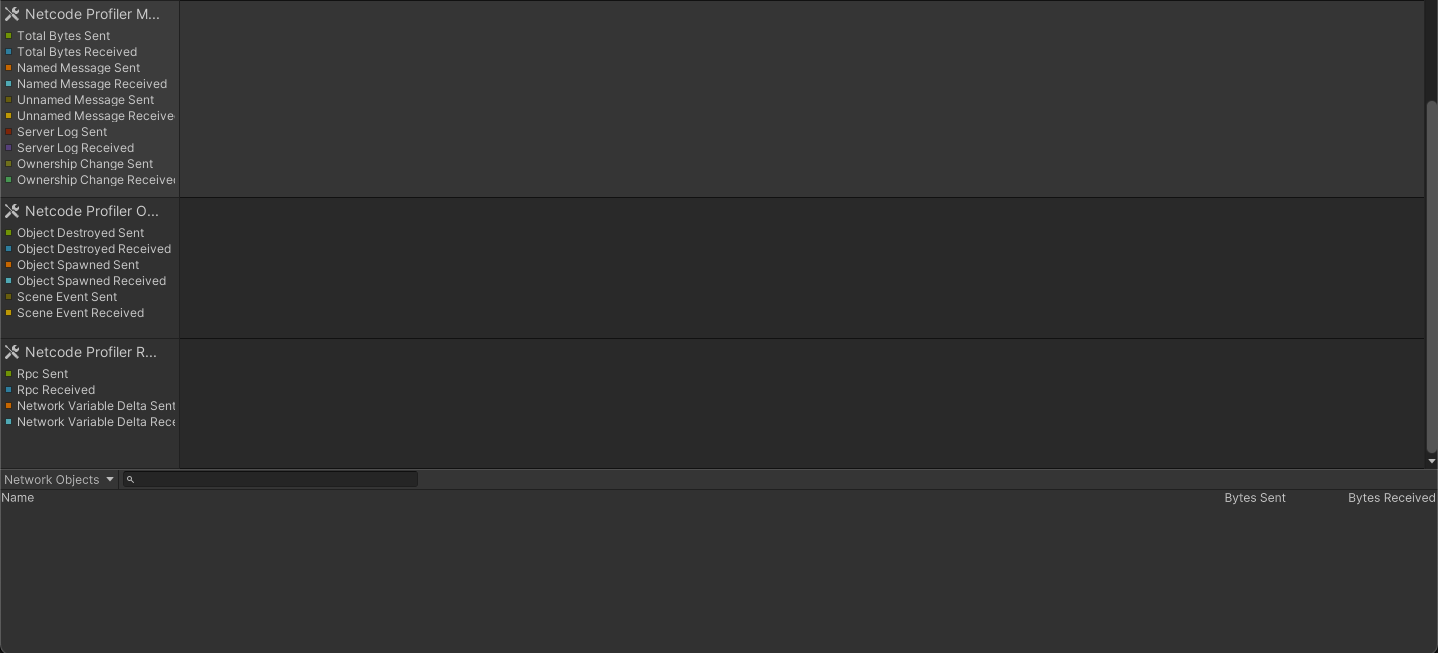 Netcode Profiler M...
Total Bytes Sent
Total Bytes Received
Named Message Sent
Named Message Received
Unnamed Message Sent
Unnamed Message Receive
Server Log Sent
Server Log Received
Ownership Change Sent
Ownership Change Received
Netcode Profiler O...
Object Destroyed Sent
Object Destroyed Received
Object Spawned Sent
Object Spawned Received
Scene Event Sent
Scene Event Received
Netcode Profiler R...
Rpc Sent
Rpc Received
Network Variable Delta Sent
Network Variable Delta Rece
Network Objects
Name Bytes Sent Bytes Received